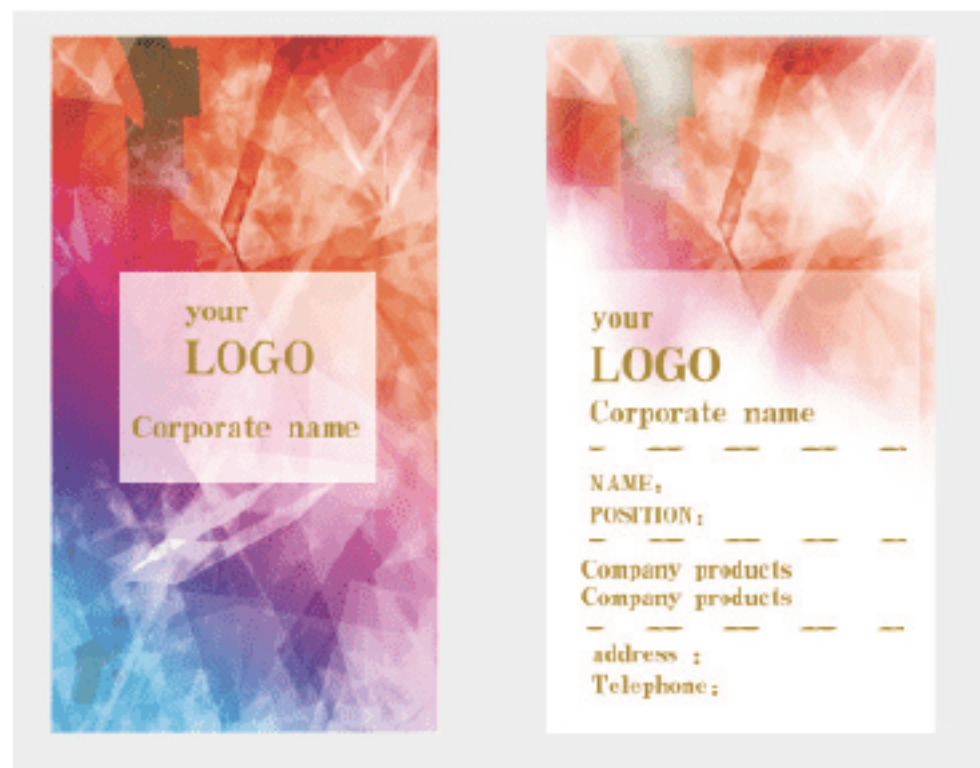 your
LOGO
Corporate name
your
LOGO
Corporate name
NAME:
POSITION:
Company products
Company products
address :
Telephone: